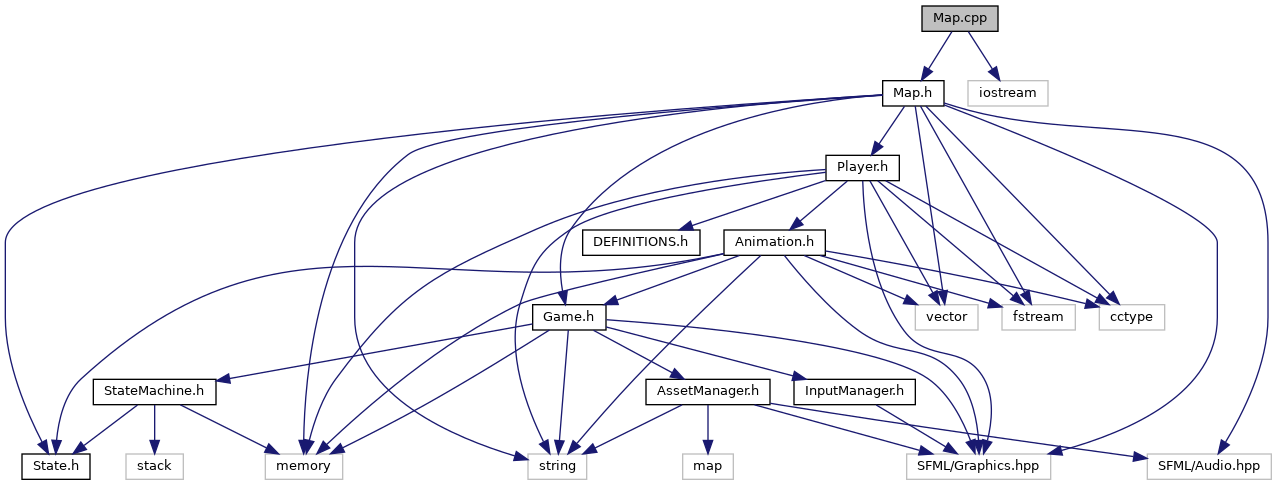 Map.cpp
Map.h
iostream
Player.h
DEFINITIONS.h
Animation.h
Game.h
vector
fstream
cctype
StateMachine.h
AssetManager.h
InputManager.h
State.h
stack
memory
string
map
SFML/Graphics.hpp
SFML/Audio.hpp